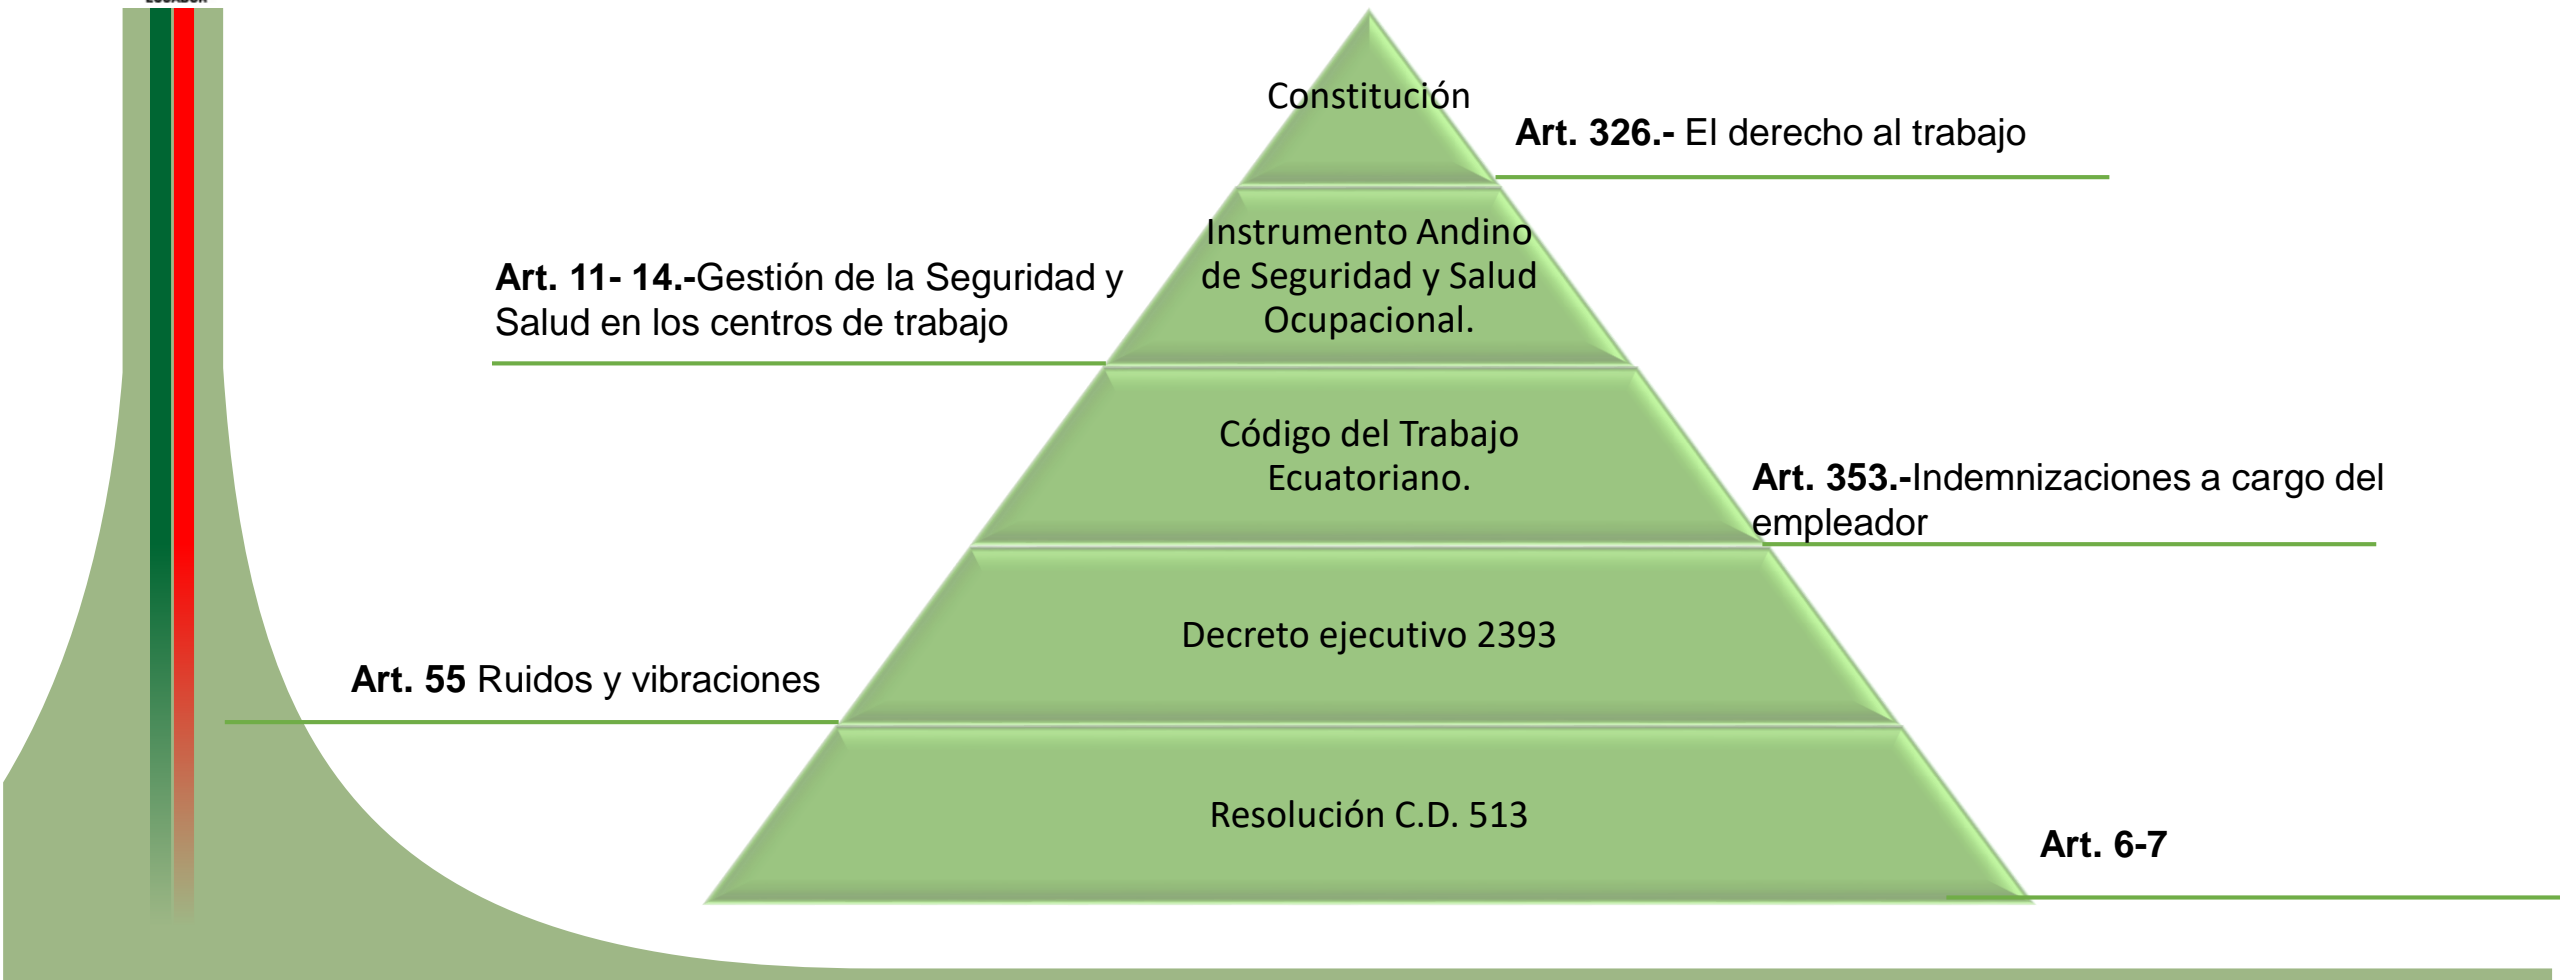 Constitución
Art. 326.- El derecho al trabajo
Instrumento Andino
de Seguridad y Salud
Ocupacional.
Art. 11- 14.-Gestión de la Seguridad y
Salud en los centros de trabajo
Código del Trabajo
Ecuatoriano.
Art. 353.-Indemnizaciones a cargo del
empleador
Decreto ejecutivo 2393
Art. 55 Ruidos y vibraciones
Resolución C.D. 513
Art. 6-7